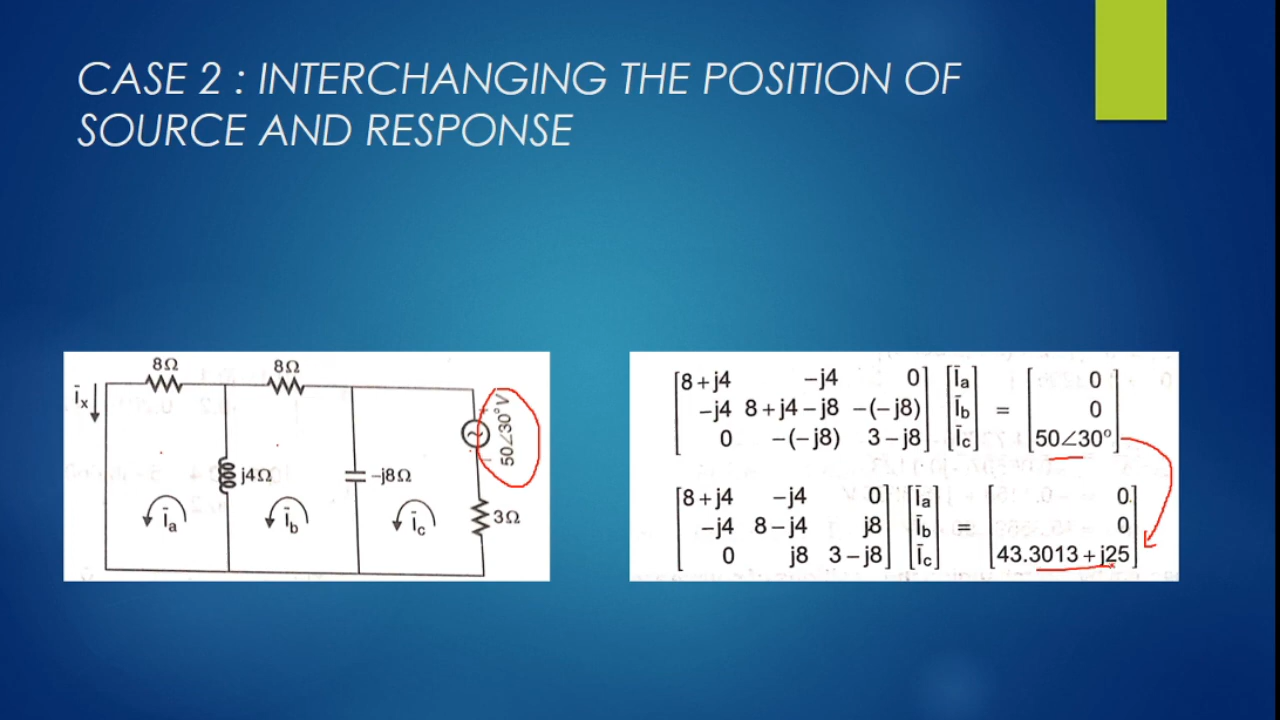 CASE 2 : INTERCHANGING THE POSITION OF
SOURCE AND RESPONSE
8Ω
8Ω
Īx
50∠30° V
j4Ω
-j8Ω
3Ω
Īa
Īb
Īc
[8+j4 -j4 0] [Īa] [0]
[-j4 8+j4-j8 -(-j8)] [Īb] = [0]
[0 -(-j8) 3-j8] [Īc] [50∠30°]
[8+j4 -j4 0] [Īa] [0]
[-j4 8-j4 j8] [Īb] = [0]
[0 j8 3-j8] [Īc] [43.3013+j25]